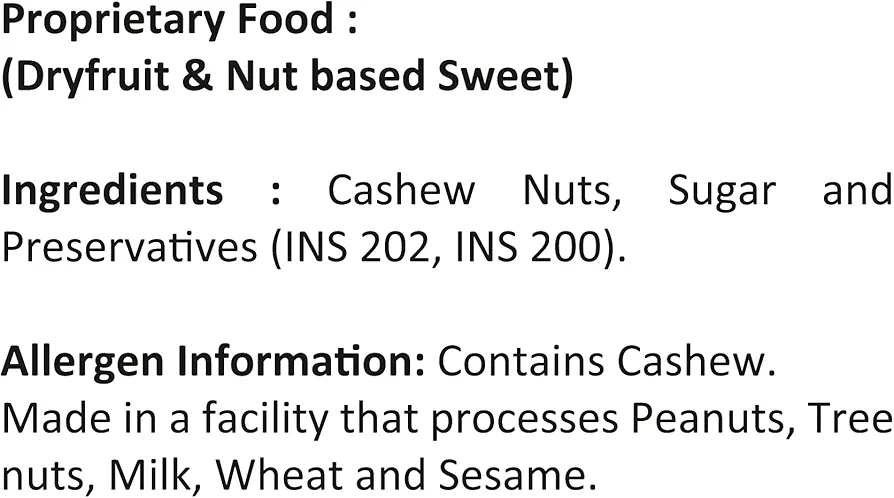 Proprietary Food :
(Dryfruit & Nut based Sweet)
Ingredients : Cashew Nuts, Sugar and
Preservatives (INS 202, INS 200).
Allergen Information: Contains Cashew.
Made in a facility that processes Peanuts, Tree
nuts, Milk, Wheat and Sesame.